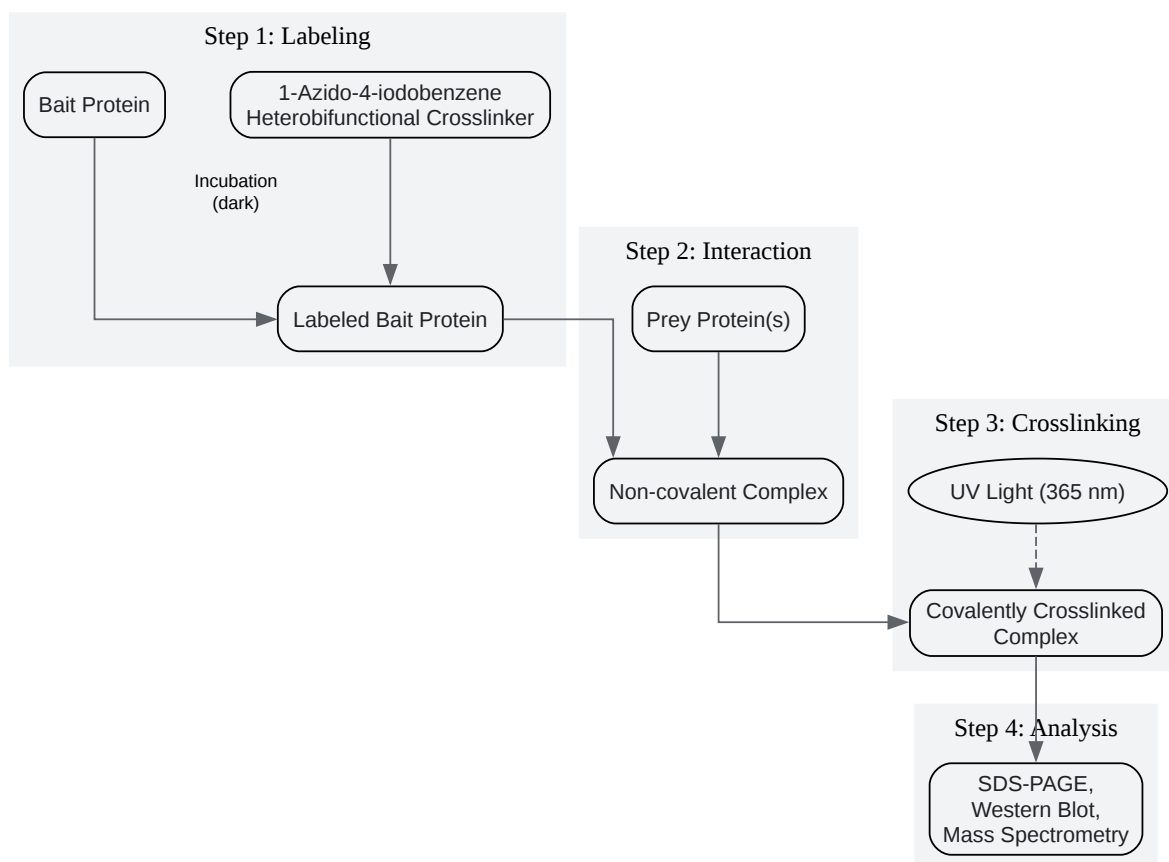 Step 1: Labeling
Bait Protein
1-Azido-4-iodobenzene
Heterobifunctional Crosslinker
Incubation
(dark)
Labeled Bait Protein
Step 2: Interaction
Prey Protein(s)
Non-covalent Complex
Step 3: Crosslinking
UV Light (365 nm)
Covalently Crosslinked
Complex
Step 4: Analysis
SDS-PAGE,
Western Blot,
Mass Spectrometry